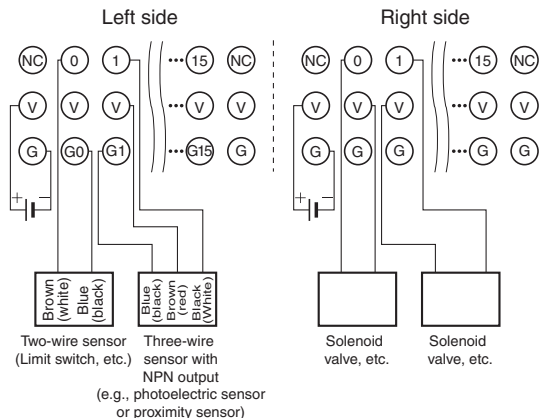 Left side Right side
NC 0 1 ••• 15 NC NC 0 1 ••• 15 NC
V V V ••• V V V V V ••• V V
G G0 G1 ••• G15 G G G G ••• G G
+ − + −
Brown (white)
Blue (black)
Blue (black)
Brown (red)
Black (White)
Two-wire sensor
(Limit switch, etc.)
Three-wire
sensor with
NPN output
(e.g., photoelectric sensor
or proximity sensor)
Solenoid
valve, etc.
Solenoid
valve, etc.